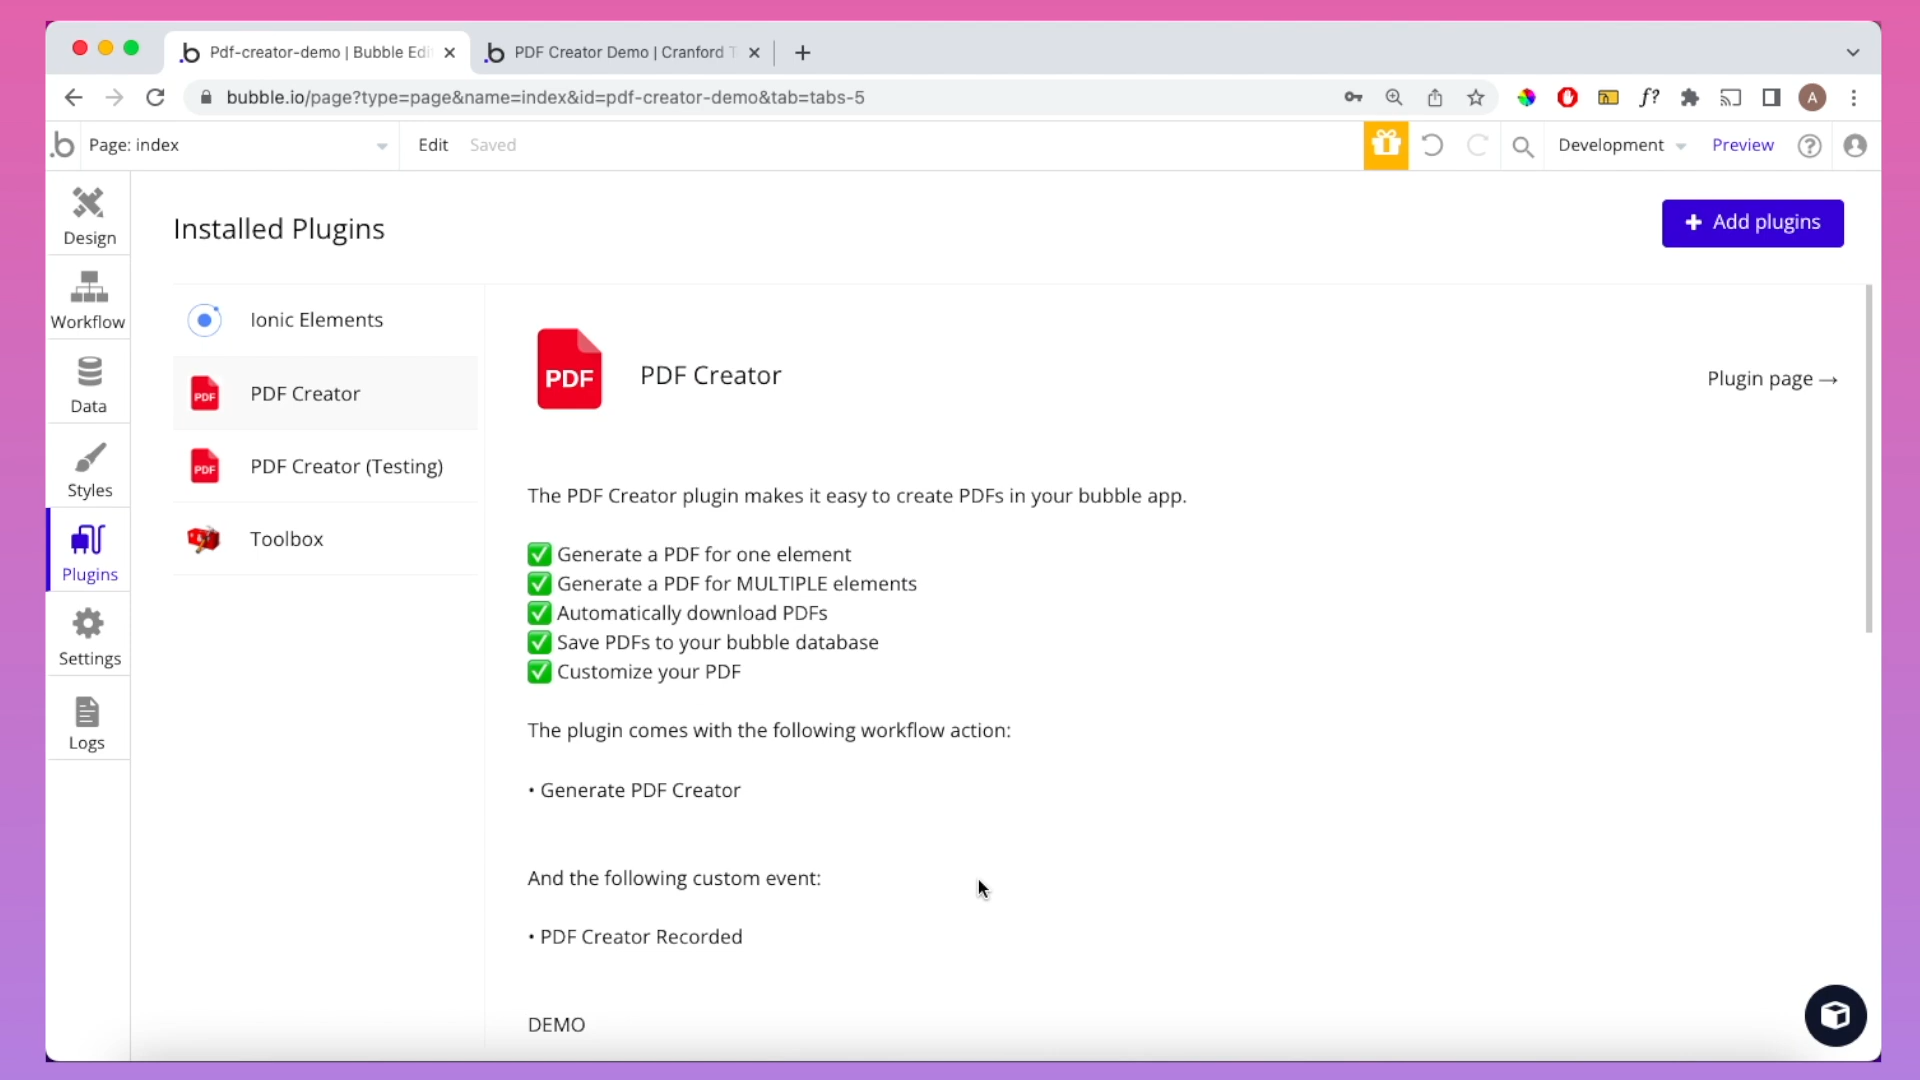 Pdf-creator-demo | Bubble Edi
PDF Creator Demo | Cranford T
bubble.io/page?type=page&name=index&id=pdf-creator-demo&tab=tabs-5
f?
A
.b
Page: index
Edit
Saved
Development
Preview
?
Design
Workflow
Data
Styles
Plugins
Settings
Logs
Installed Plugins
+ Add plugins
Ionic Elements
PDF
PDF Creator
PDF
PDF Creator (Testing)
Toolbox
PDF
PDF Creator
Plugin page →
The PDF Creator plugin makes it easy to create PDFs in your bubble app.
✅ Generate a PDF for one element
✅ Generate a PDF for MULTIPLE elements
✅ Automatically download PDFs
✅ Save PDFs to your bubble database
✅ Customize your PDF
The plugin comes with the following workflow action:
• Generate PDF Creator
And the following custom event:
• PDF Creator Recorded
DEMO